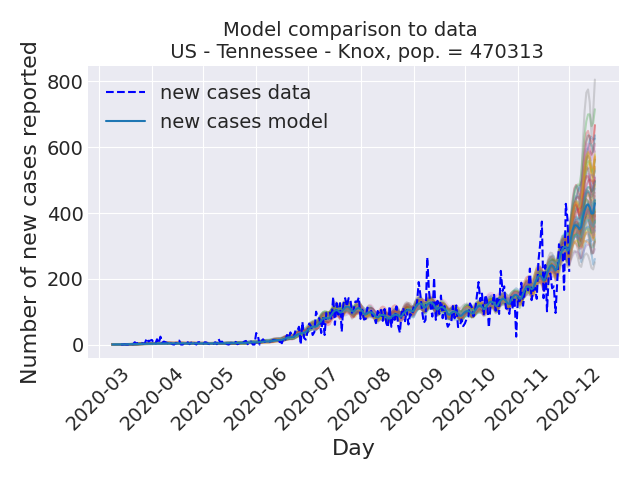 Model comparison to data
US - Tennessee - Knox, pop. = 470313
Number of new cases reported
800
600
400
200
0
new cases data
new cases model
2020-03
2020-04
2020-05
2020-06
2020-07
2020-08
2020-09
2020-10
2020-11
2020-12
Day